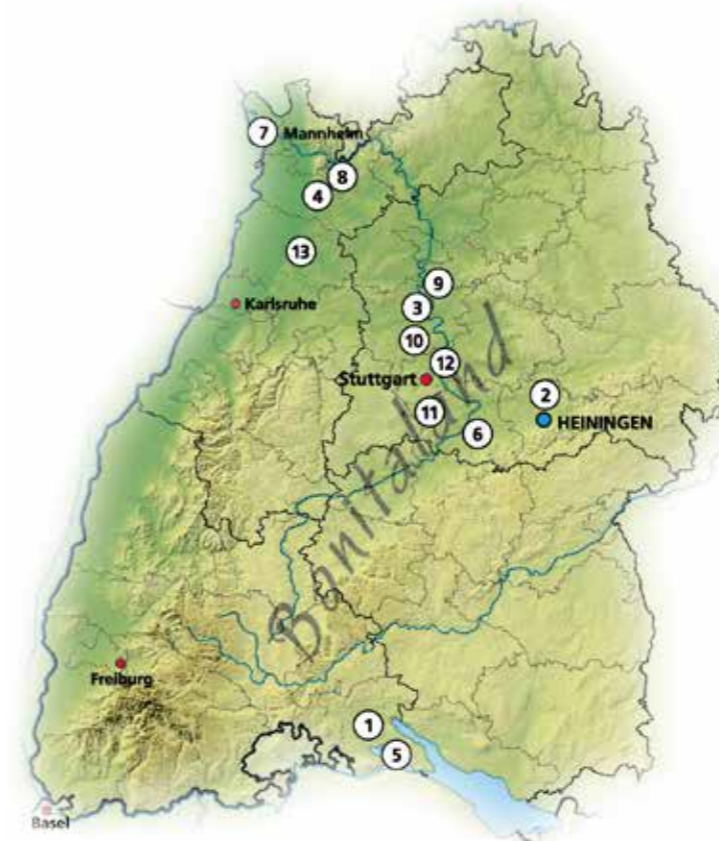 7 Mannheim
8
4
13
9
Karlsruhe
3
10
12
Stuttgart
2
11
HEININGEN
6
Bonitasland
Freiburg
1
5
Basel